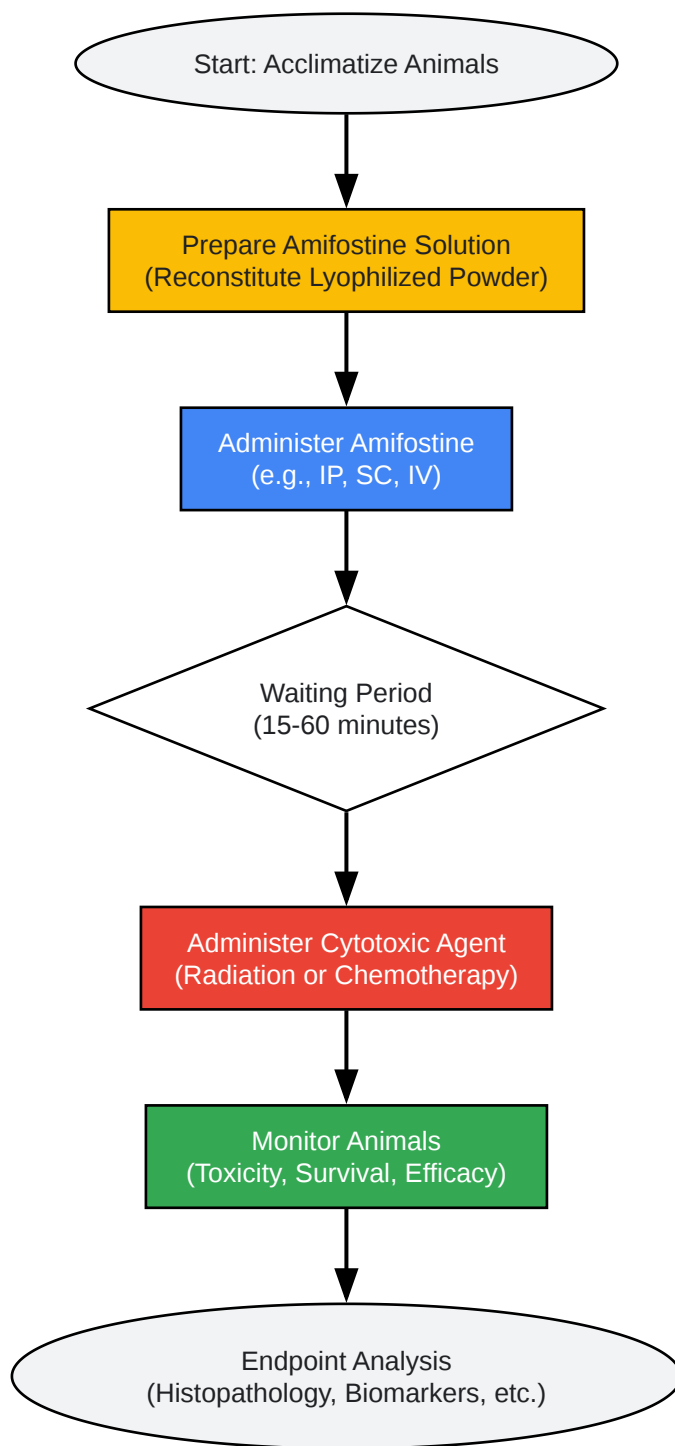 Start: Acclimatize Animals
Prepare Amifostine Solution
(Reconstitute Lyophilized Powder)
Administer Amifostine
(e.g., IP, SC, IV)
Waiting Period
(15-60 minutes)
Administer Cytotoxic Agent
(Radiation or Chemotherapy)
Monitor Animals
(Toxicity, Survival, Efficacy)
Endpoint Analysis
(Histopathology, Biomarkers, etc.)